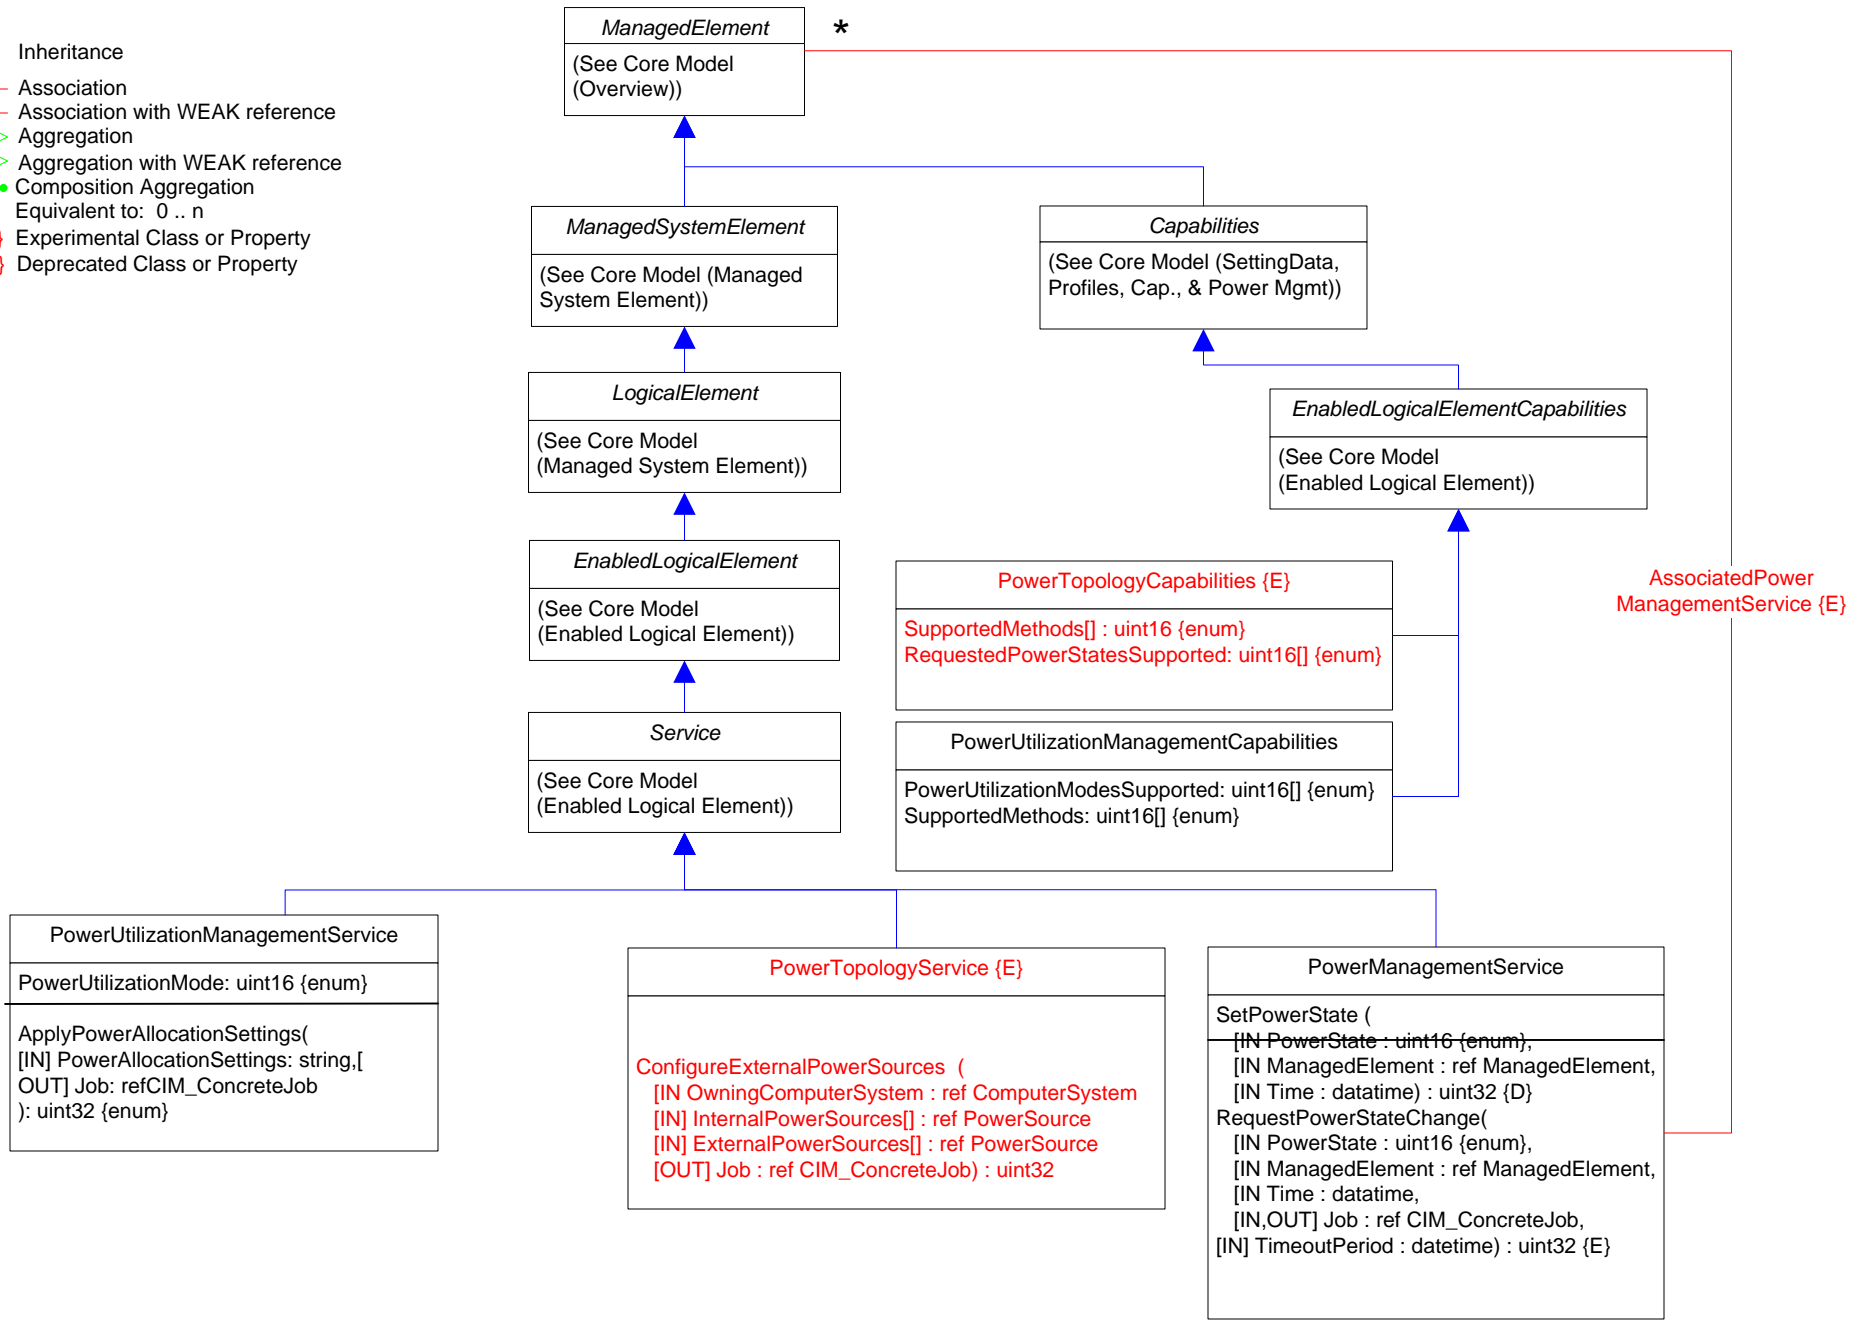 Inheritance
Association
Association with WEAK reference
Aggregation
Aggregation with WEAK reference
Composition Aggregation
Equivalent to: 0 .. n
} Experimental Class or Property
} Deprecated Class or Property
ManagedElement
*
(See Core Model
(Overview))
ManagedSystemElement
(See Core Model (Managed
System Element))
Capabilities
(See Core Model (SettingData,
Profiles, Cap., & Power Mgmt))
LogicalElement
(See Core Model
(Managed System Element))
EnabledLogicalElementCapabilities
(See Core Model
(Enabled Logical Element))
EnabledLogicalElement
(See Core Model
(Enabled Logical Element))
PowerTopologyCapabilities {E}
SupportedMethods[] : uint16 {enum}
RequestedPowerStatesSupported: uint16[] {enum}
AssociatedPower
ManagementService {E}
Service
(See Core Model
(Enabled Logical Element))
PowerUtilizationManagementCapabilities
PowerUtilizationModesSupported: uint16[] {enum}
SupportedMethods: uint16[] {enum}
PowerUtilizationManagementService
PowerUtilizationMode: uint16 {enum}
ApplyPowerAllocationSettings(
[IN] PowerAllocationSettings: string,[
OUT] Job: refCIM_ConcreteJob
): uint32 {enum}
PowerTopologyService {E}
ConfigureExternalPowerSources (
[IN OwningComputerSystem : ref ComputerSystem
[IN] InternalPowerSources[] : ref PowerSource
[IN] ExternalPowerSources[] : ref PowerSource
[OUT] Job : ref CIM_ConcreteJob) : uint32
PowerManagementService
SetPowerState (
[IN PowerState : uint16 {enum},
[IN ManagedElement : ref ManagedElement,
[IN Time : datatime) : uint32 {D}
RequestPowerStateChange(
[IN PowerState : uint16 {enum},
[IN ManagedElement : ref ManagedElement,
[IN Time : datatime,
[IN,OUT] Job : ref CIM_ConcreteJob,
[IN] TimeoutPeriod : datetime) : uint32 {E}